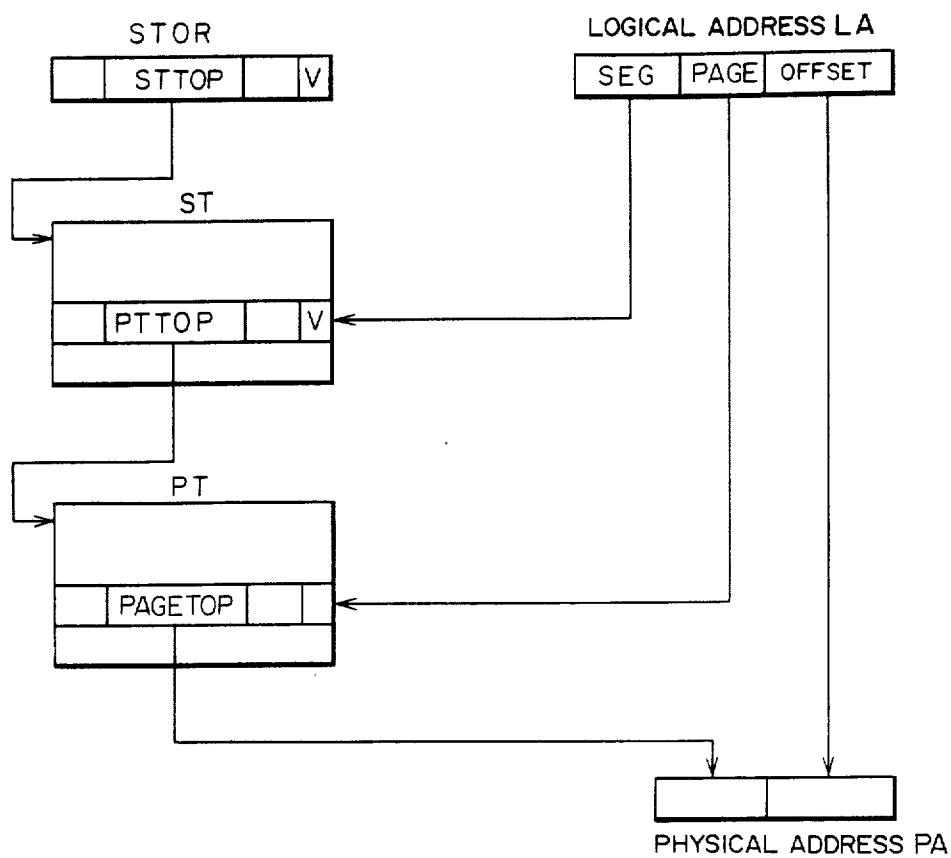 STOR
STTOP V
LOGICAL ADDRESS LA
SEG PAGE OFFSET
ST
PTTOP V
PT
PAGETOP
PHYSICAL ADDRESS PA